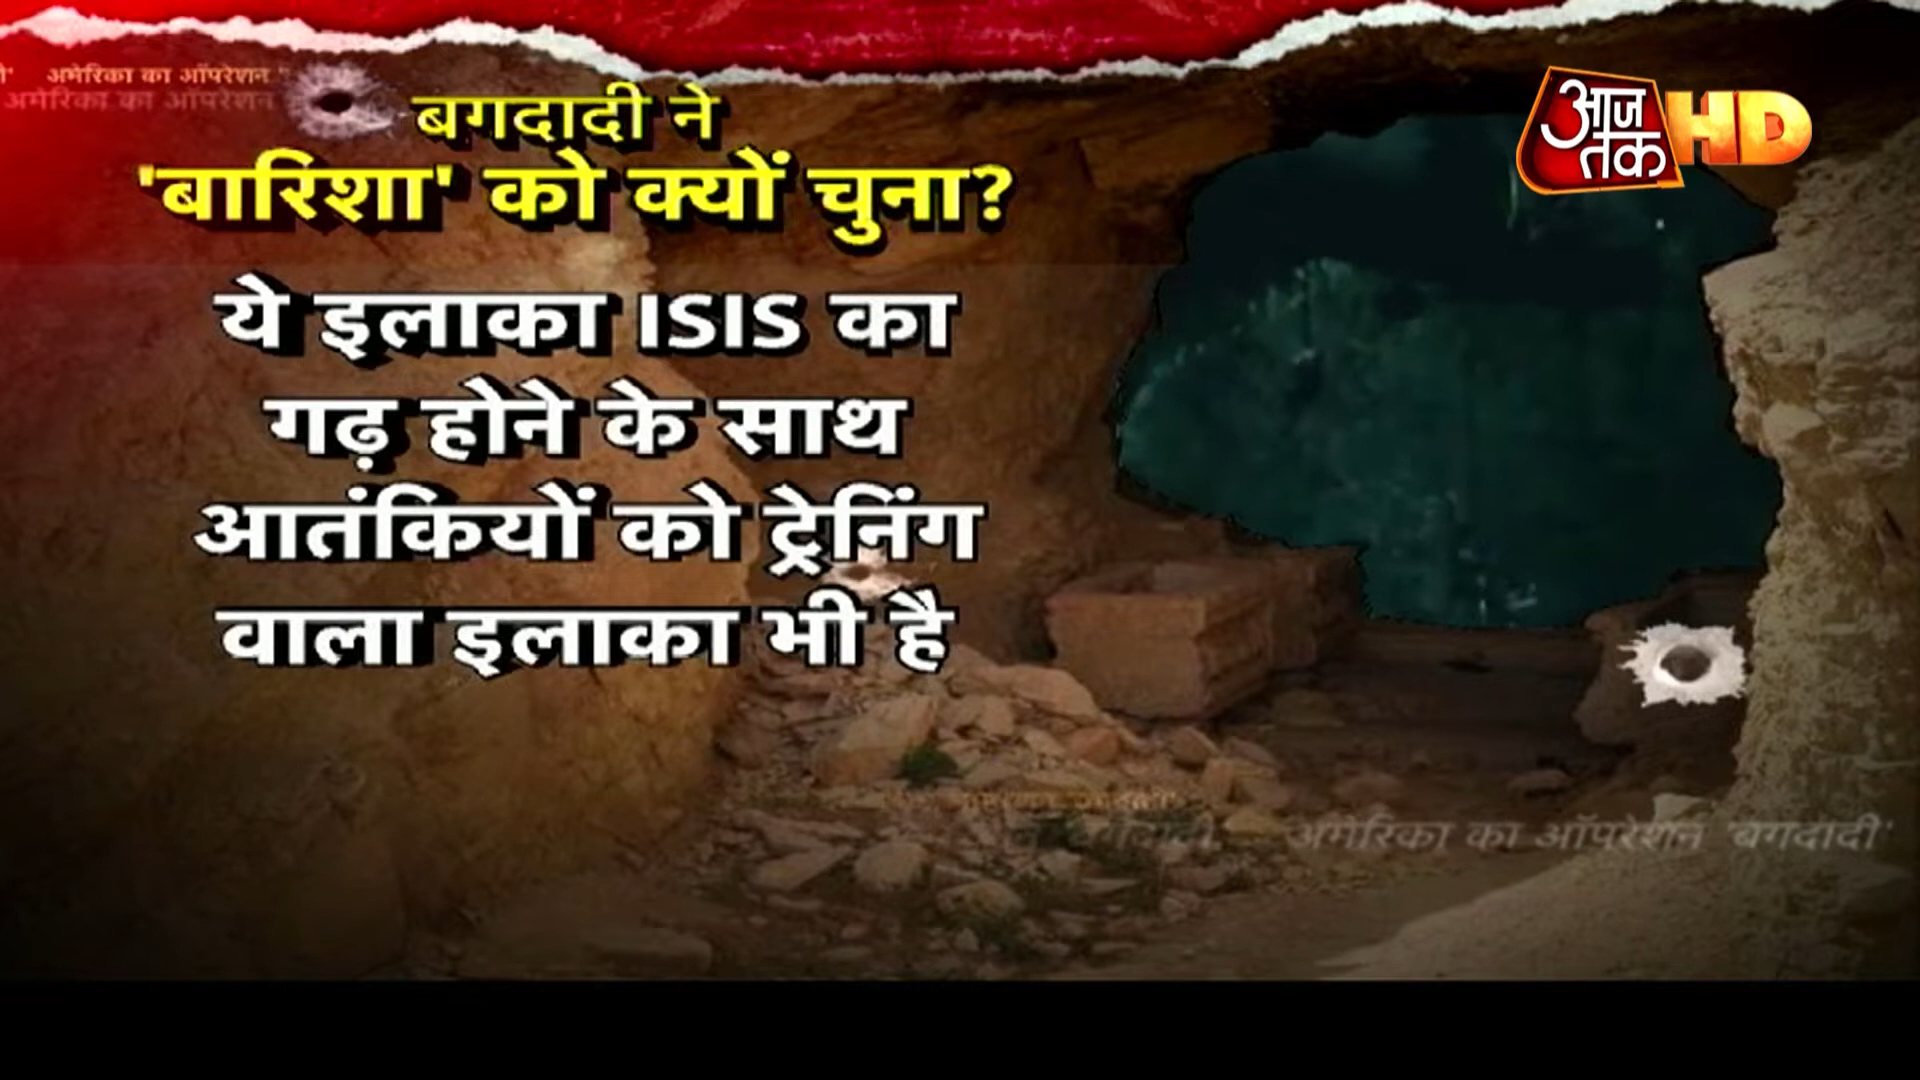 अमेरिका का ऑपरेशन
अमेरिका का ऑपरेशन
आज तक HD
बगदादी ने
'बारिशा' को क्यों चुना?
ये इलाका ISIS का
गढ़ होने के साथ
आतंकियों को ट्रेनिंग
वाला इलाका भी है
अमेरिका का ऑपरेशन 'बगदादी'